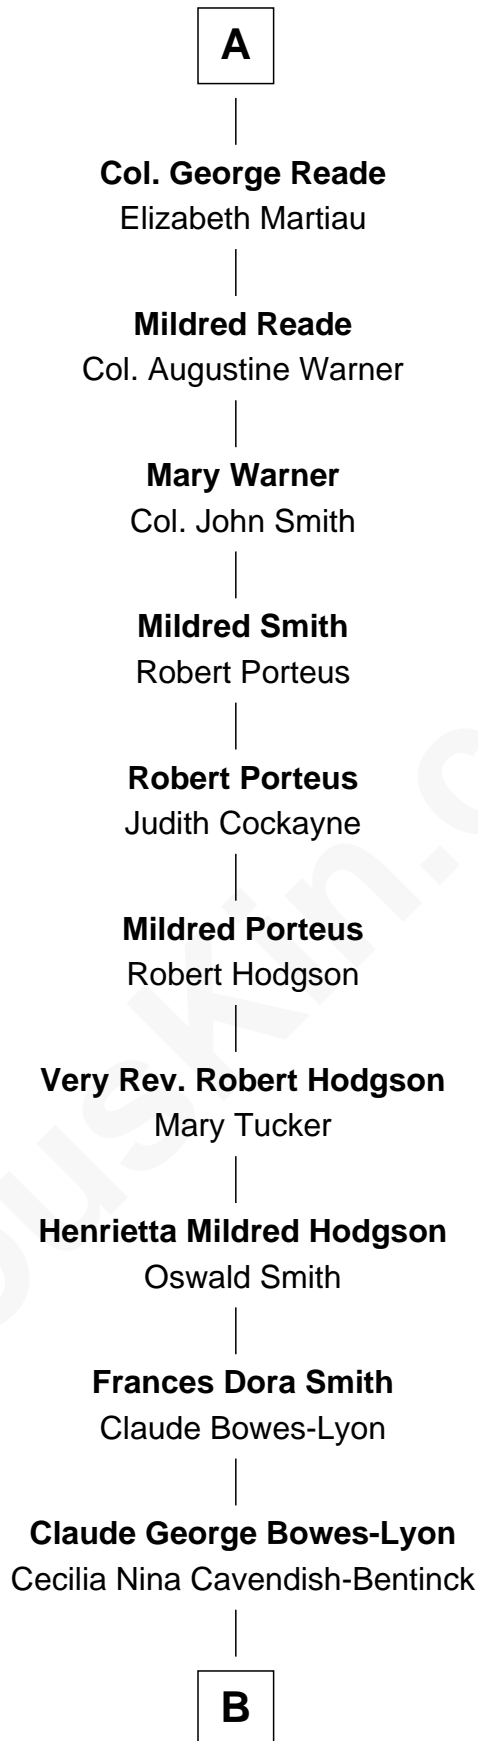 A
Col. George Reade
Elizabeth Martiau
Mildred Reade
Col. Augustine Warner
Mary Warner
Col. John Smith
Mildred Smith
Robert Porteus
Robert Porteus
Judith Cockayne
Mildred Porteus
Robert Hodgson
Very Rev. Robert Hodgson
Mary Tucker
Henrietta Mildred Hodgson
Oswald Smith
Frances Dora Smith
Claude Bowes-Lyon
Claude George Bowes-Lyon
Cecilia Nina Cavendish-Bentinck
B